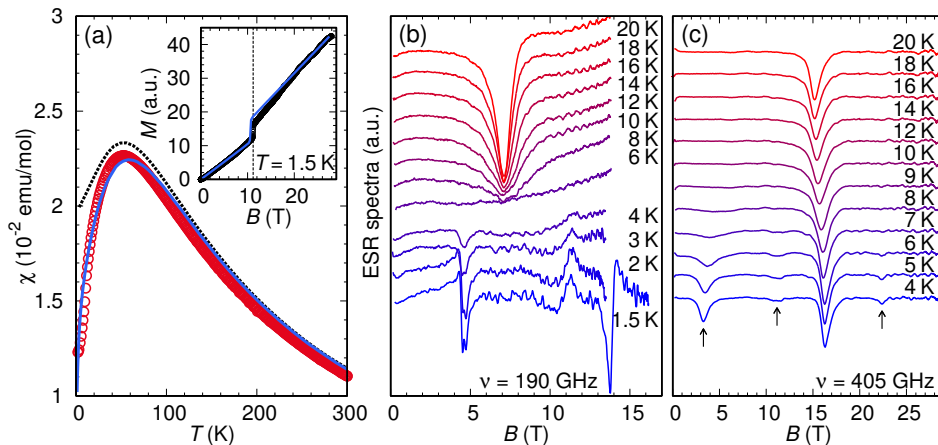 (a)
χ (10⁻² emu/mol)
3
2.5
2
1.5
1
0 50 100 150 200 250 300
T (K)
M (a.u.)
40
30
20
10
0
0 10 20
B (T)
T = 1.5 K
(b)
ESR spectra (a.u.)
20 K
18 K
16 K
14 K
12 K
10 K
8 K
6 K
4 K
3 K
2 K
1.5 K
ν = 190 GHz
0 5 10 15
B (T)
(c)
20 K
18 K
16 K
14 K
12 K
10 K
9 K
8 K
7 K
6 K
5 K
4 K
ν = 405 GHz
0 5 10 15 20 25
B (T)